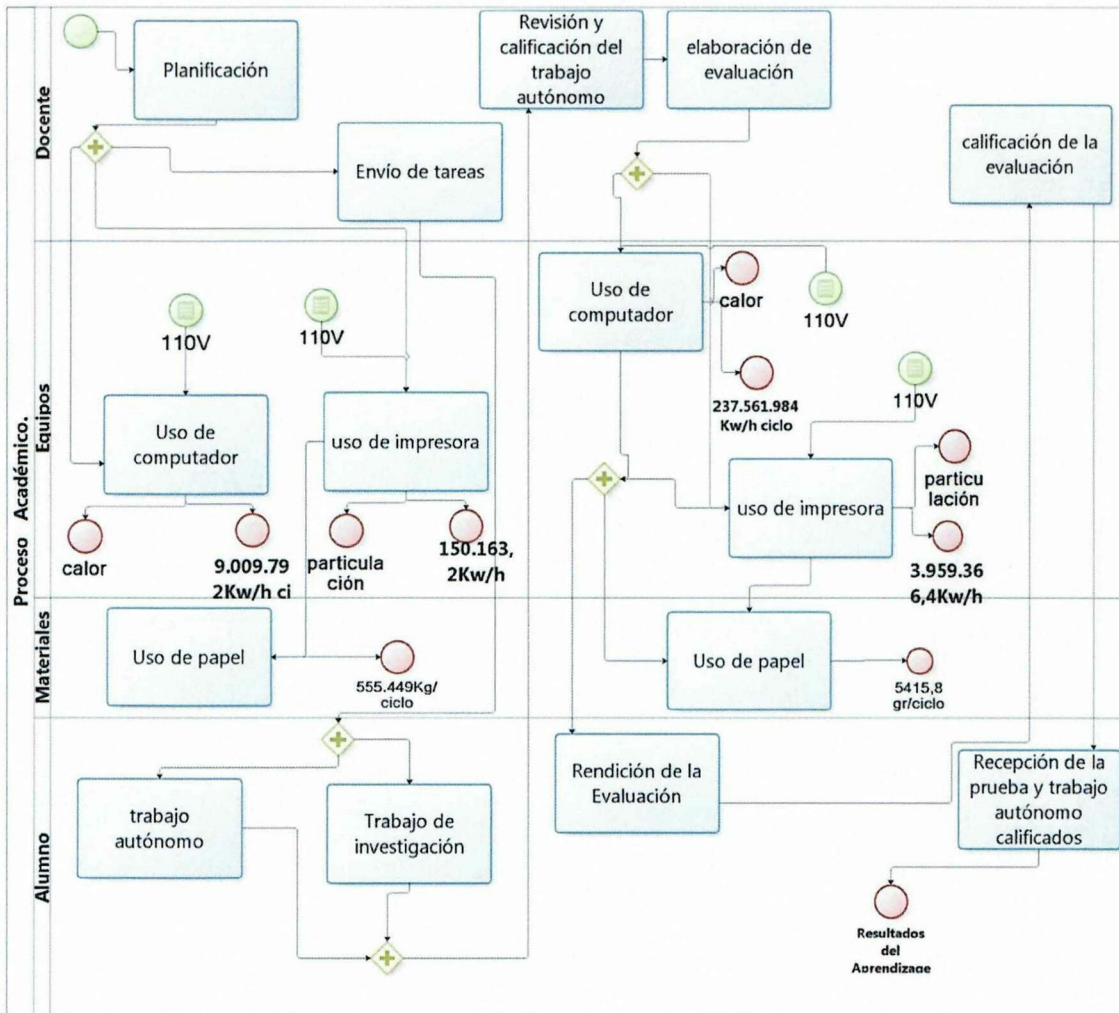 Proceso Académico.
Docente
Planificación
Envío de tareas
Revisión y
calificación del
trabajo
autónomo
elaboración de
evaluación
calificación de la
evaluación
Equipos
110V
110V
Uso de
computador
uso de impresora
calor
9.009.79
2Kw/h ci
particula
ción
150.163,
2Kw/h
Uso de
computador
calor
110V
237.561.984
Kw/h ciclo
110V
uso de impresora
particu
lación
3.959.36
6,4Kw/h
Materiales
Uso de papel
555.449Kg/
ciclo
Uso de papel
5415,8
gr/ciclo
Alumno
trabajo
autónomo
Trabajo de
investigación
Rendición de la
Evaluación
Recepción de la
prueba y trabajo
autónomo
calificados
Resultados
del
Aprendizage